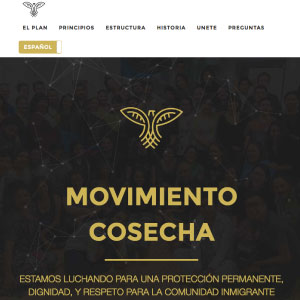 EL PLAN PRINCIPIOS ESTRUCTURA HISTORIA UNETE PREGUNTAS
ESPAÑOL
MOVIMIENTO
COSECHA
ESTAMOS LUCHANDO PARA UNA PROTECCIÓN PERMANENTE,
DIGNIDAD, Y RESPETO PARA LA COMUNIDAD INMIGRANTE